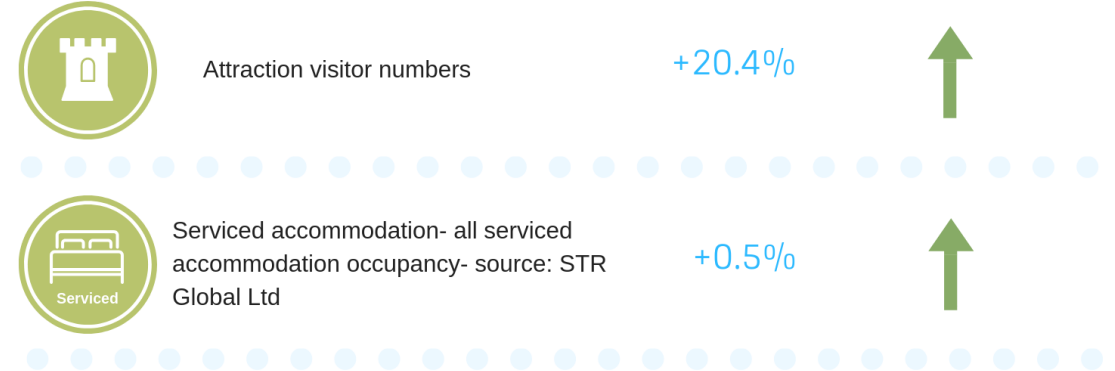 Attraction visitor numbers
+20.4%
Serviced accommodation- all serviced
accommodation occupancy- source: STR
Global Ltd
+0.5%
Serviced